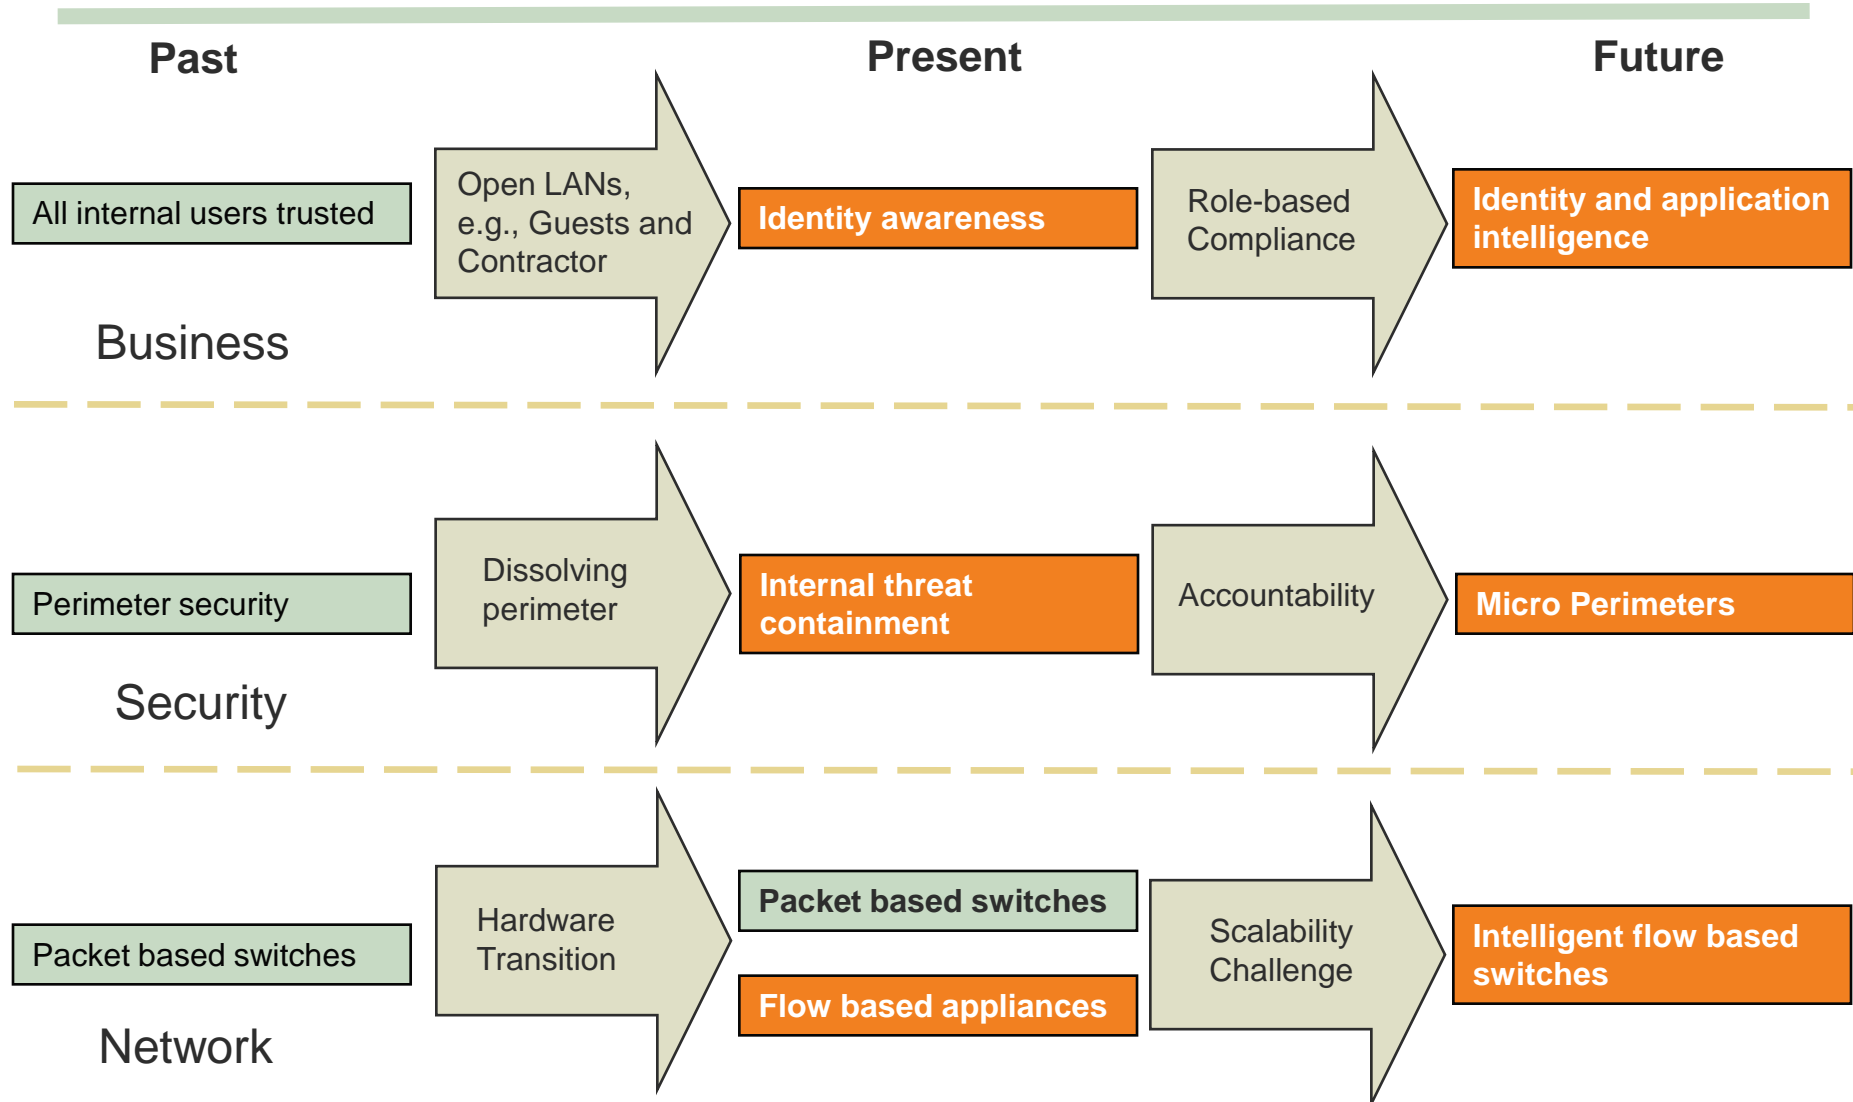 Past
Present
Future
All internal users trusted
Open LANs,
e.g., Guests and
Contractor
Identity awareness
Role-based
Compliance
Identity and application
intelligence
Business
Perimeter security
Dissolving
perimeter
Internal threat
containment
Accountability
Micro Perimeters
Security
Packet based switches
Hardware
Transition
Packet based switches
Flow based appliances
Scalability
Challenge
Intelligent flow based
switches
Network